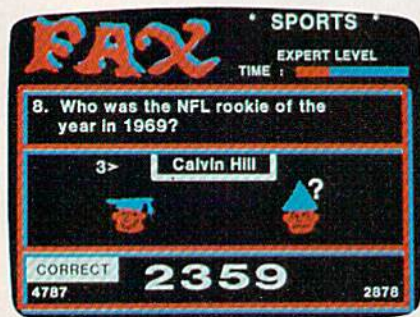 FAX
* SPORTS *
EXPERT LEVEL
TIME :
8. Who was the NFL rookie of the
year in 1969?
3> Calvin Hill
?
CORRECT
2359
4787
2878